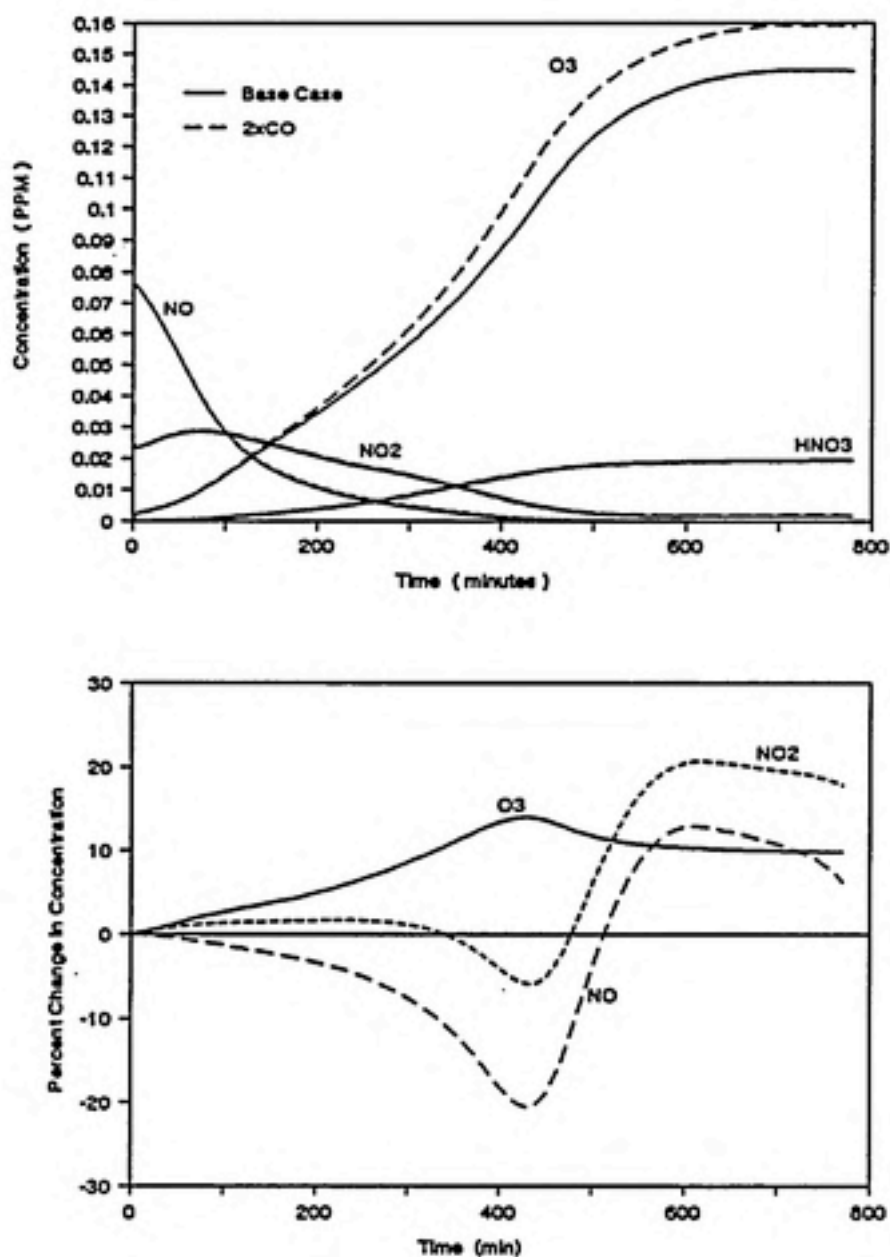 0.16
0.15
0.14
0.13
0.12
0.11
0.1
0.09
0.08
0.07
0.06
0.05
0.04
0.03
0.02
0.01
0
Concentration (PPM)
O3
Base Case
2xCO
NO
NO2
HNO3
0 200 400 600 800
Time (minutes)
30
20
10
0
-10
-20
-30
Percent Change in Concentration
NO2
O3
NO
0 200 400 600 800
Time (min)